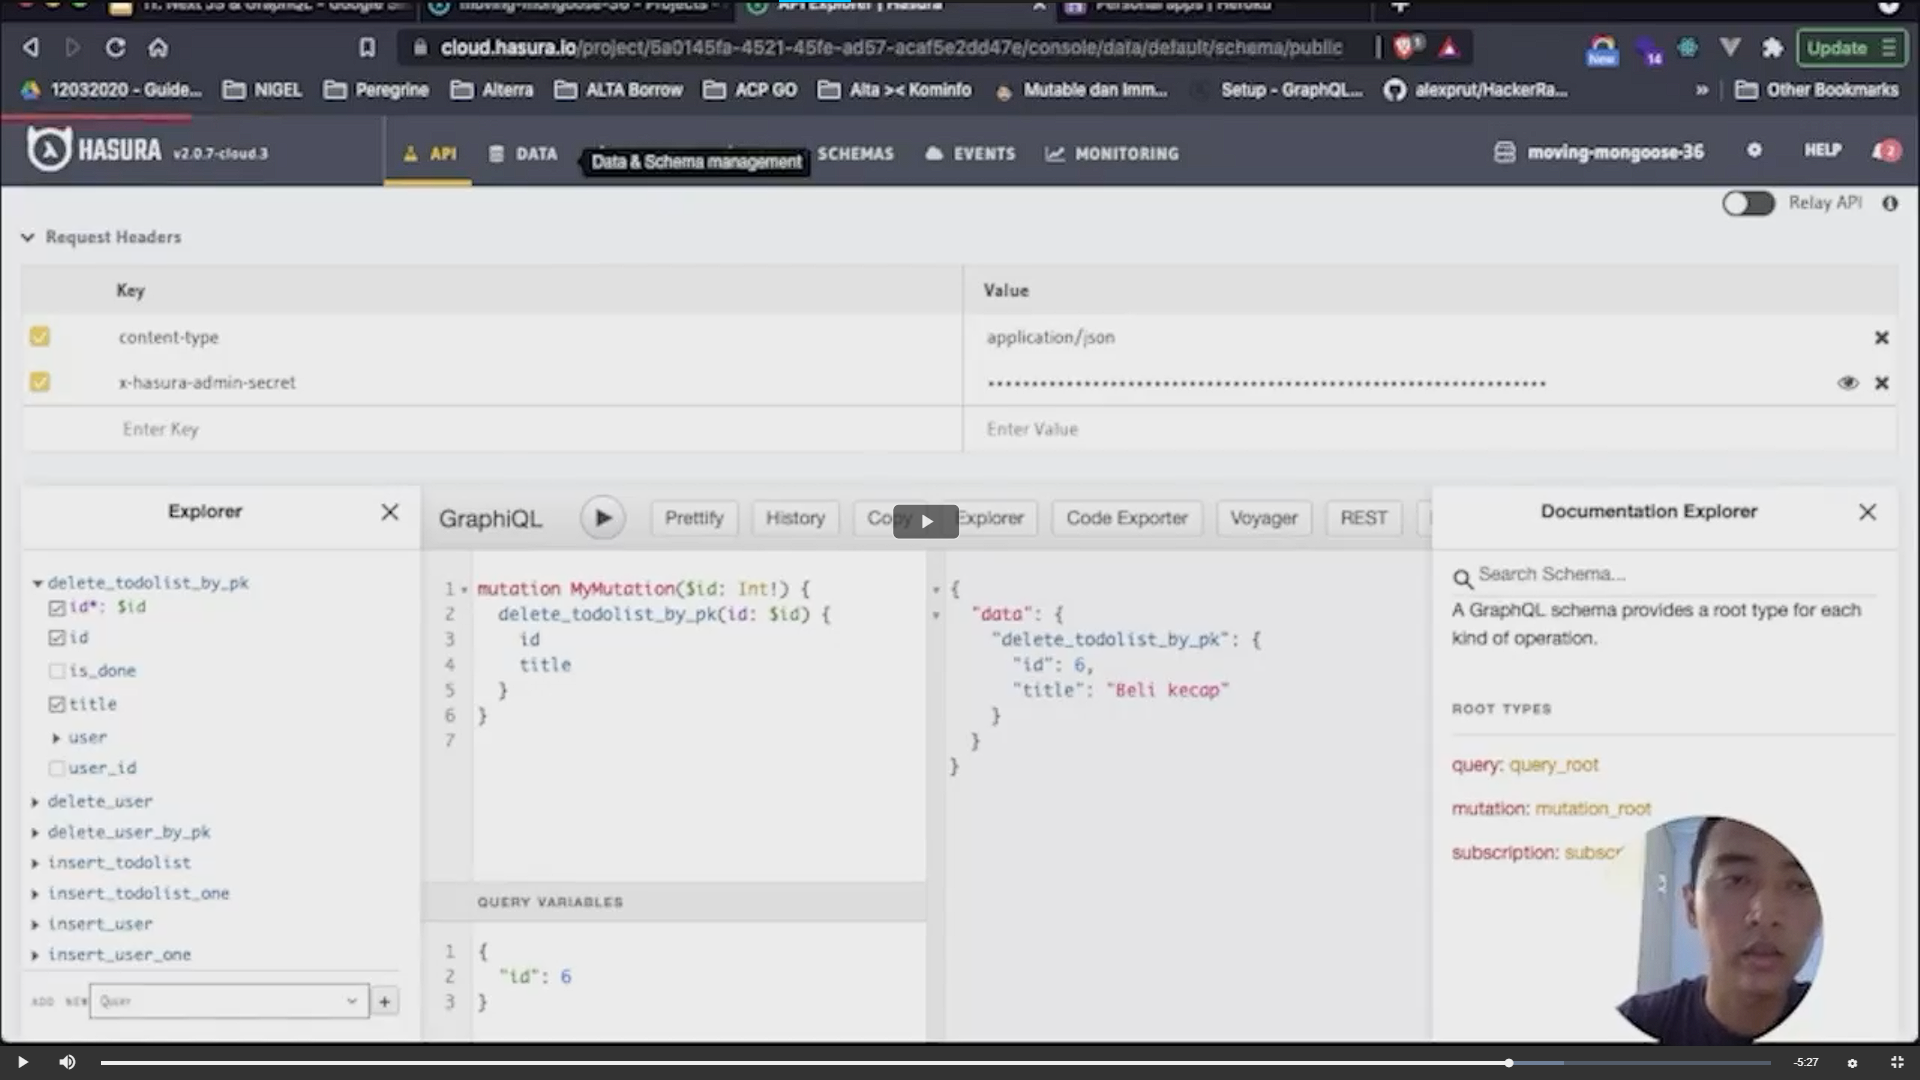 moving-mongoose-36 - Projects
API Explorer | Hasura
Personal apps | Heroku
cloud.hasura.io/project/5a0145fa-4521-45fe-ad57-acaf5e2dd47e/console/data/default/schema/public
1
New
14
Update
12032020 - Guide...
NIGEL
Peregrine
Alterra
ALTA Borrow
ACP GO
Alta >< Kominfo
Mutable dan Imm...
Setup - GraphQL...
alexprut/HackerRa...
»
Other Bookmarks
HASURA v2.0.7-cloud.3
API
DATA
Data & Schema management
SCHEMAS
EVENTS
MONITORING
moving-mongoose-36
HELP
2
Relay API
Request Headers
Key
Value
content-type
application/json
x-hasura-admin-secret
Enter Key
Enter Value
Explorer
GraphiQL
Prettify
History
Copy
Explorer
Code Exporter
Voyager
REST
Documentation Explorer
delete_todolist_by_pk
id*: $id
id
is_done
title
user
user_id
delete_user
delete_user_by_pk
insert_todolist
insert_todolist_one
insert_user
insert_user_one
ADD NEW Query +
1 mutation MyMutation($id: Int!) {
2 delete_todolist_by_pk(id: $id) {
3 id
4 title
5 }
6 }
7
QUERY VARIABLES
1 {
2 "id": 6
3 }
{
"data": {
"delete_todolist_by_pk": {
"id": 6,
"title": "Beli kecap"
}
}
}
Search Schema...
A GraphQL schema provides a root type for each
kind of operation.
ROOT TYPES
query: query_root
mutation: mutation_root
subscription: subscr
-5:27